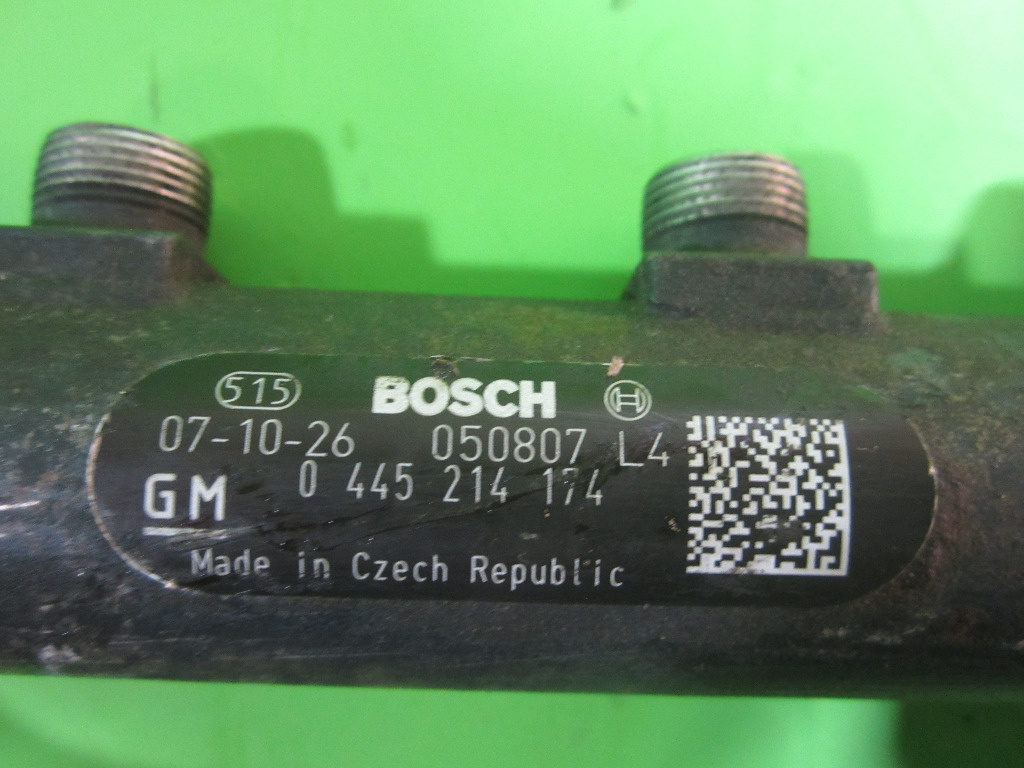 515 BOSCH
07-10-26 050807 L4
0 445 214 174
GM
Made in Czech Republic